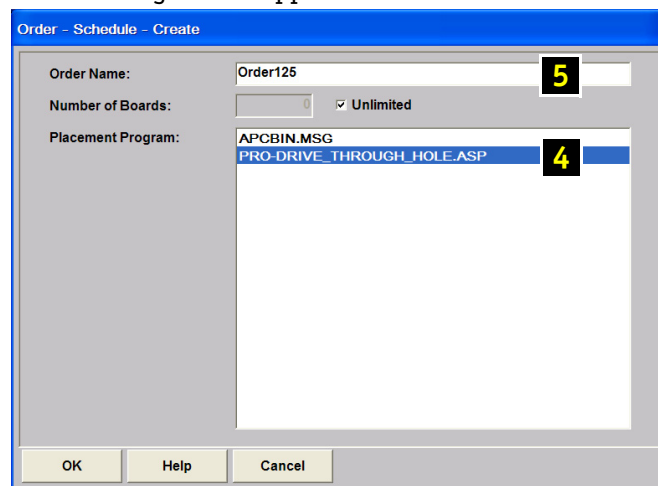 Order - Schedule - Create
Order Name:
Order125
5
Number of Boards:
0
Unlimited
Placement Program:
APCBIN.MSG
PRO-DRIVE_THROUGH_HOLE.ASP
4
OK
Help
Cancel